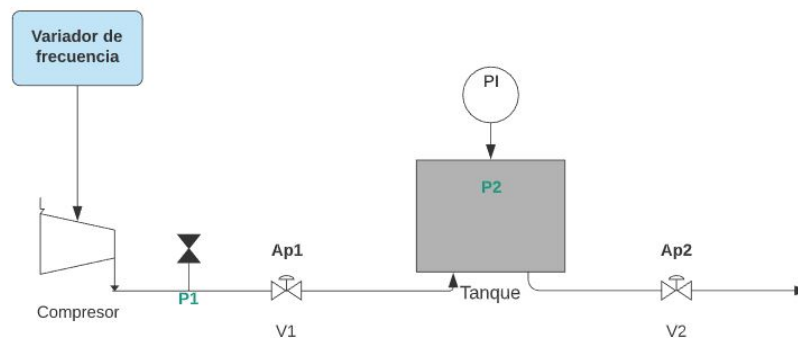 Variador de
frecuencia
PI
P2
Ap1
Ap2
P1
Tanque
Compresor
V1
V2